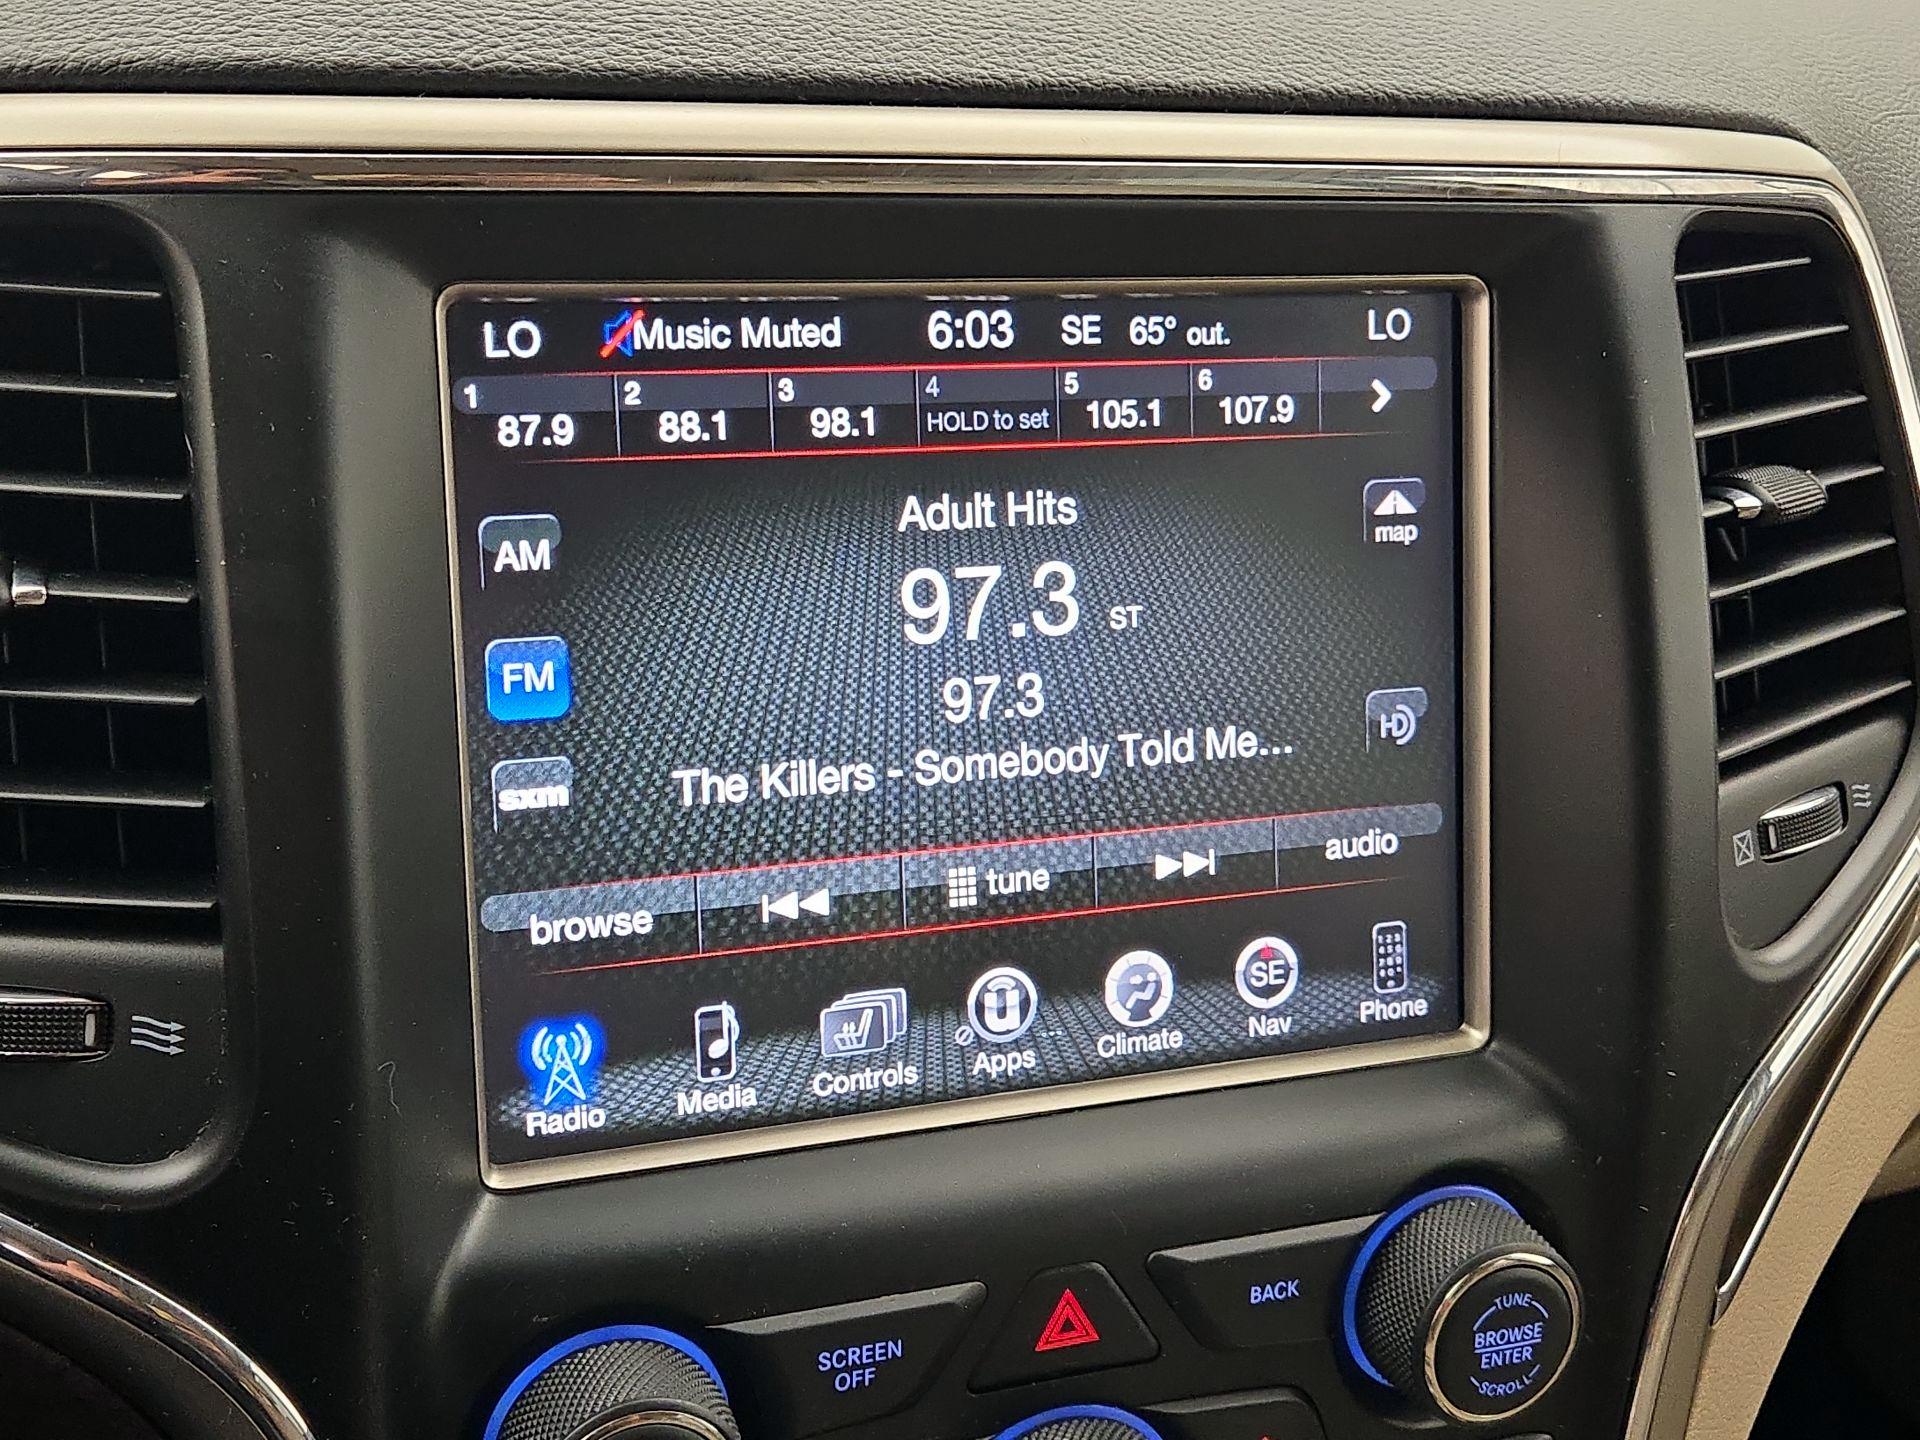 LO Music Muted 6:03 SE 65° out. LO
1 2 3 4 5 6
87.9 88.1 98.1 HOLD to set 105.1 107.9
Adult Hits
map
AM
97.3 ST
FM
97.3
HD
The Killers - Somebody Told Me...
sxm
browse tune audio
SE
Radio Media Controls Apps Climate Nav Phone
SCREEN
OFF
BACK
TUNE
BROWSE
ENTER
SCROLL